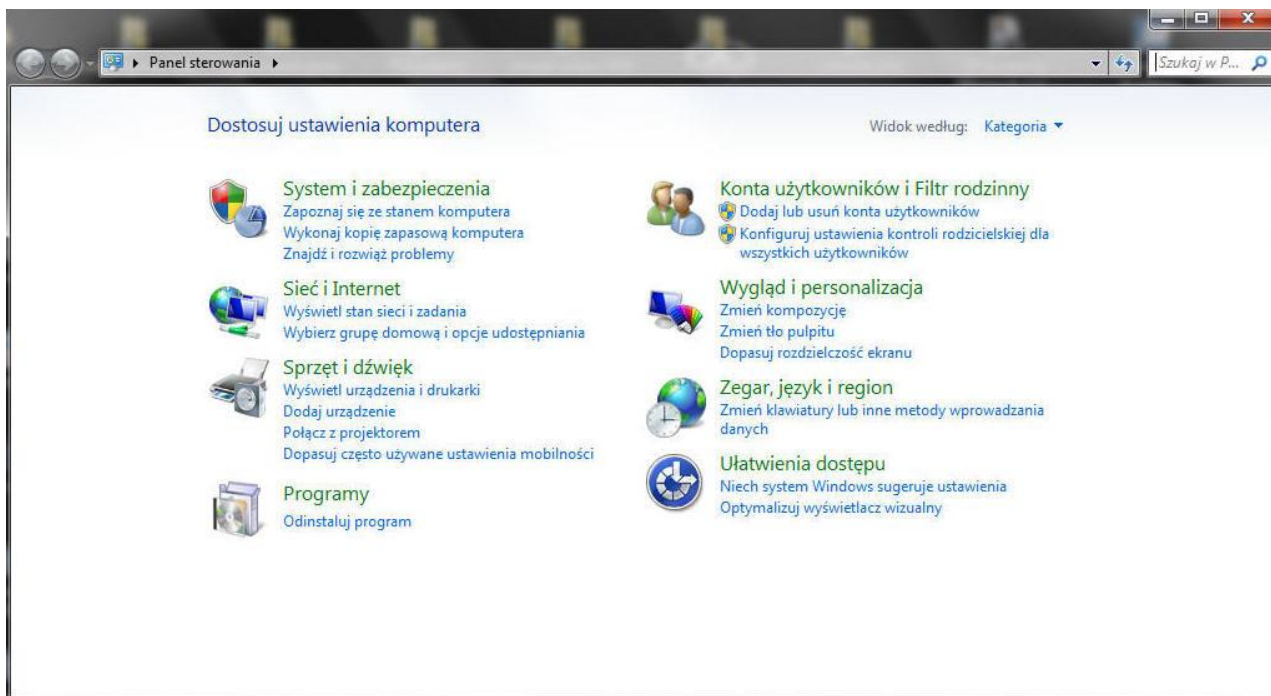 Panel sterowania
Szukaj w P...
Dostosuj ustawienia komputera
Widok według: Kategoria
System i zabezpieczenia
Zapoznaj się ze stanem komputera
Wykonaj kopię zapasową komputera
Znajdź i rozwiąż problemy
Sieć i Internet
Wyświetl stan sieci i zadania
Wybierz grupę domową i opcje udostępniania
Sprzęt i dźwięk
Wyświetl urządzenia i drukarki
Dodaj urządzenie
Połącz z projektorem
Dopasuj często używane ustawienia mobilności
Programy
Odinstaluj program
Konta użytkowników i Filtr rodzinny
Dodaj lub usuń konta użytkowników
Konfiguruj ustawienia kontroli rodzicielskiej dla
wszystkich użytkowników
Wygląd i personalizacja
Zmień kompozycję
Zmień tło pulpitu
Dopasuj rozdzielczość ekranu
Zegar, język i region
Zmień klawiatury lub inne metody wprowadzania
danych
Ułatwienia dostępu
Niech system Windows sugeruje ustawienia
Optymalizuj wyświetlacz wizualny